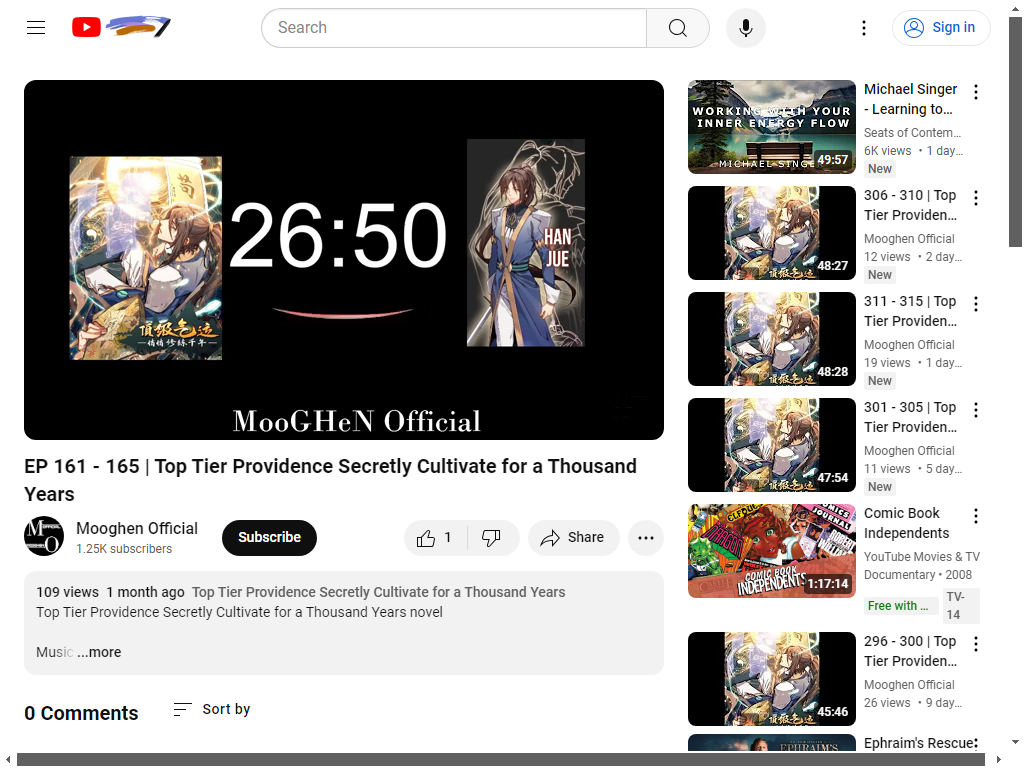 Search
Sign in
26:50
HAN
JUE
頂級氣運
悄悄修練千年
MooGHeN Official
EP 161 - 165 | Top Tier Providence Secretly Cultivate for a Thousand
Years
Mooghen Official
1.25K subscribers
Subscribe
1
Share
109 views 1 month ago Top Tier Providence Secretly Cultivate for a Thousand Years
Top Tier Providence Secretly Cultivate for a Thousand Years novel
Music ...more
0 Comments
Sort by
WORKING WITH YOUR
INNER ENERGY FLOW
MICHAEL SINGE
49:57
Michael Singer
- Learning to…
Seats of Contem…
6K views • 1 day…
New
48:27
306 - 310 | Top
Tier Providen…
Mooghen Official
12 views • 2 day…
New
48:28
311 - 315 | Top
Tier Providen…
Mooghen Official
19 views • 1 day…
New
47:54
301 - 305 | Top
Tier Providen…
Mooghen Official
11 views • 5 day…
New
COMIC BOOK
INDEPENDENTS
1:17:14
Comic Book
Independents
YouTube Movies & TV
Documentary • 2008
Free with …
TV-
14
45:46
296 - 300 | Top
Tier Providen…
Mooghen Official
26 views • 9 day…
EPHRAIM'S
Ephraim's Rescue